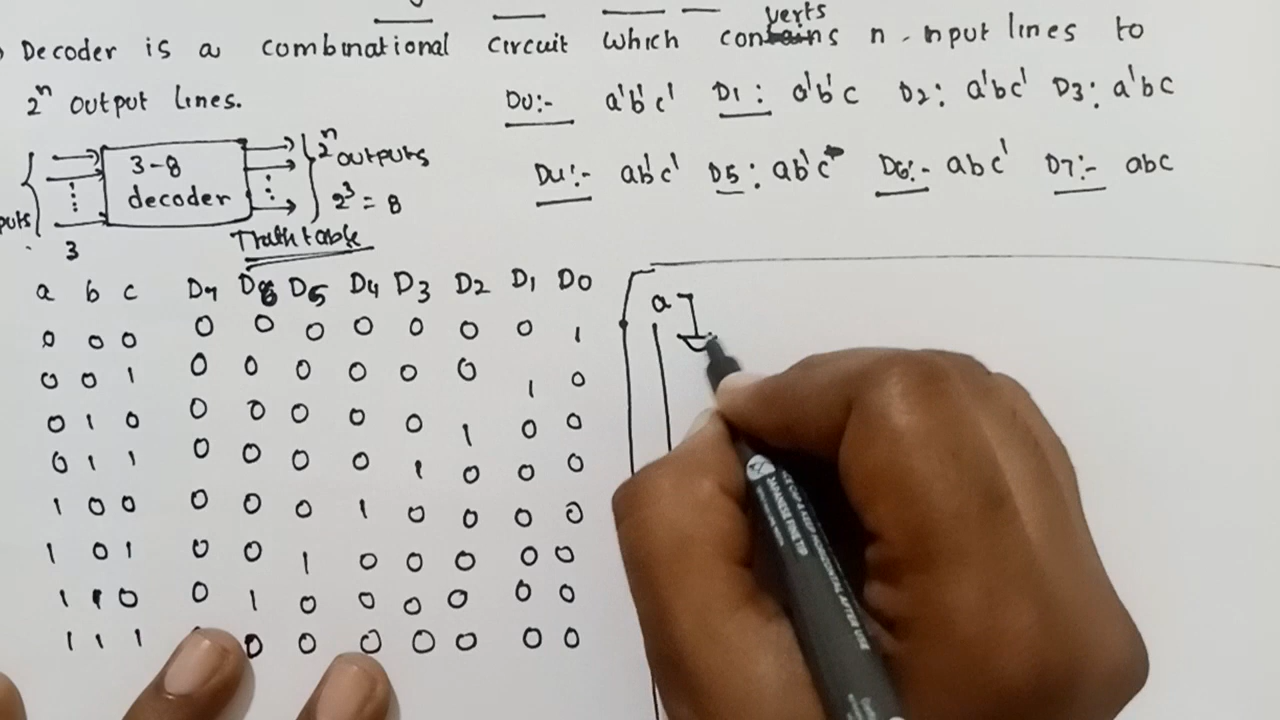 Decoder is a combinational circuit which converts n input lines to
2^n output lines.
D0:- a'b'c' D1: a'b'c D2: a'bc' D3: a'bc
D4:- ab'c' D5: ab'c D6:- abc' D7:- abc
3-8
decoder
2^n outputs
2^3 = 8
puts
3
Truth table
a b c D7 D6 D5 D4 D3 D2 D1 D0
0 0 0 0 0 0 0 0 0 0 1
0 0 1 0 0 0 0 0 0 1 0
0 1 0 0 0 0 0 0 1 0 0
0 1 1 0 0 0 0 1 0 0 0
1 0 0 0 0 0 1 0 0 0 0
1 0 1 0 0 1 0 0 0 0 0
1 1 0 0 1 0 0 0 0 0 0
1 1 1 0 0 0 0 0 0 0
a